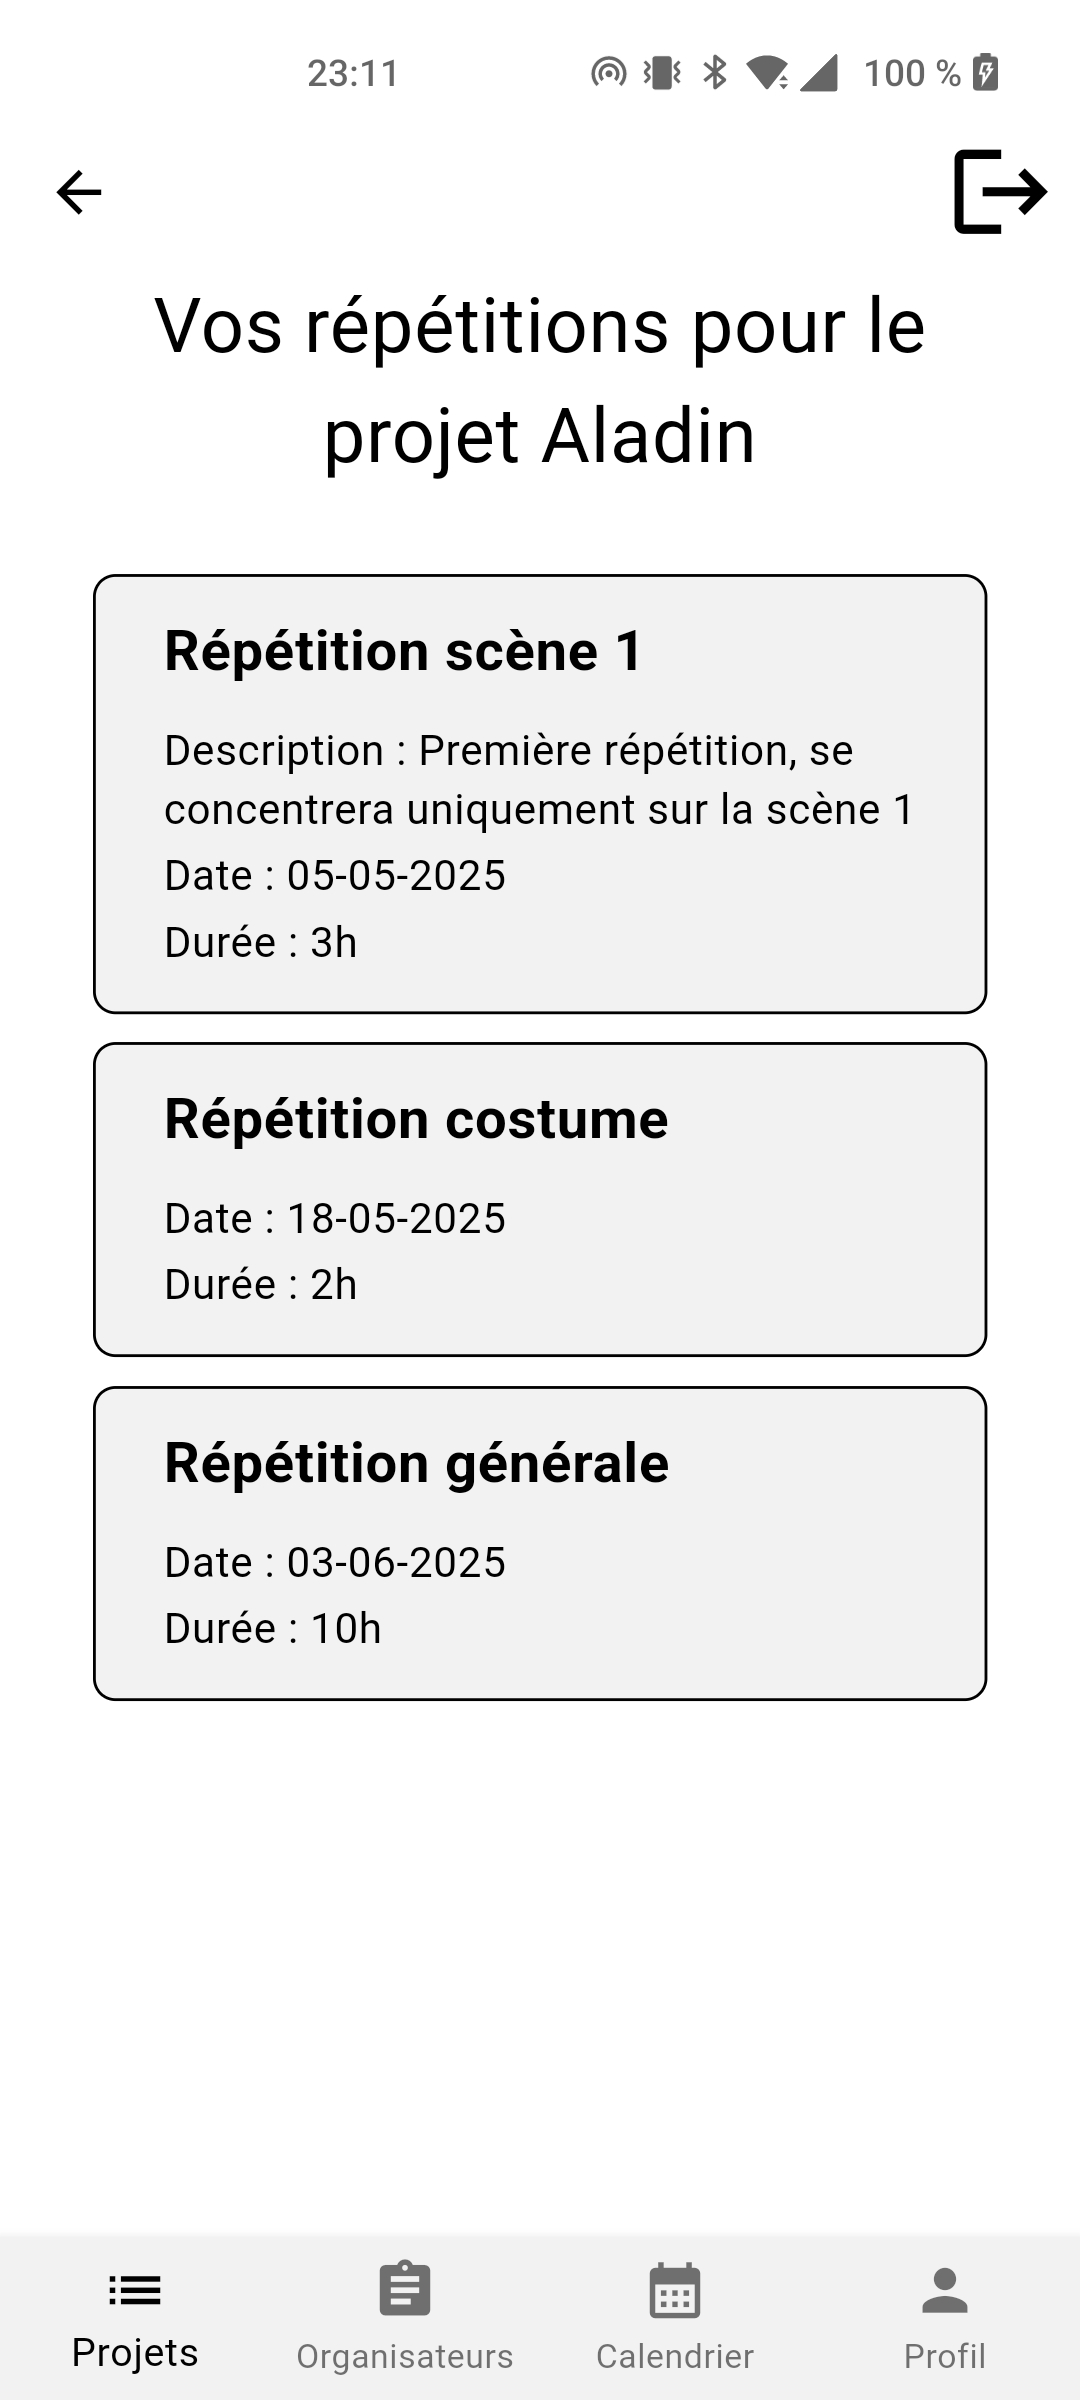 23:11
100 %
Vos répétitions pour le
projet Aladin
Répétition scène 1
Description : Première répétition, se
concentrera uniquement sur la scène 1
Date : 05-05-2025
Durée : 3h
Répétition costume
Date : 18-05-2025
Durée : 2h
Répétition générale
Date : 03-06-2025
Durée : 10h
Projets
Organisateurs
Calendrier
Profil